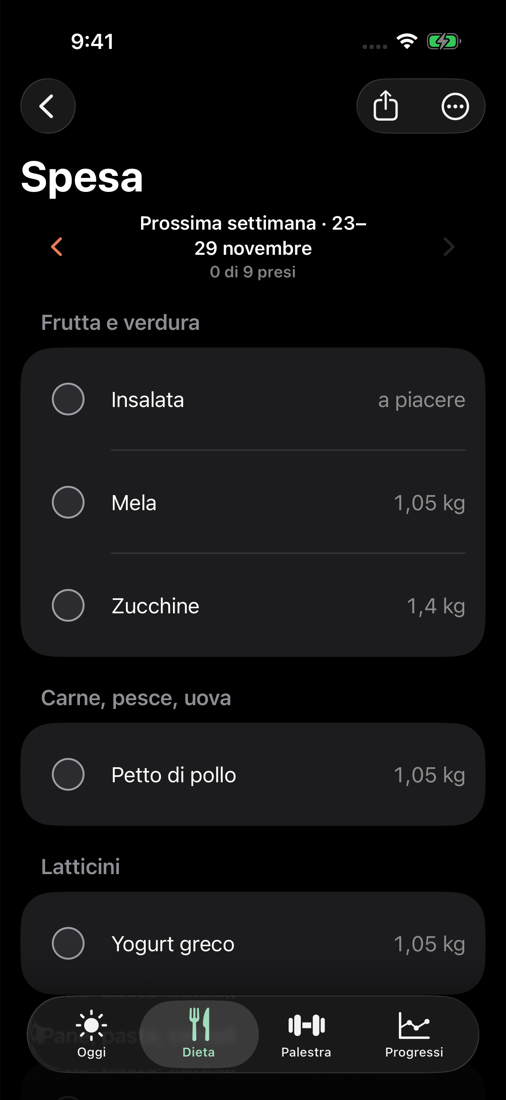 9:41
Spesa
Prossima settimana · 23–
29 novembre
0 di 9 presi
Frutta e verdura
Insalata
a piacere
Mela
1,05 kg
Zucchine
1,4 kg
Carne, pesce, uova
Petto di pollo
1,05 kg
Latticini
Yogurt greco
1,05 kg
Oggi
Dieta
Palestra
Progressi